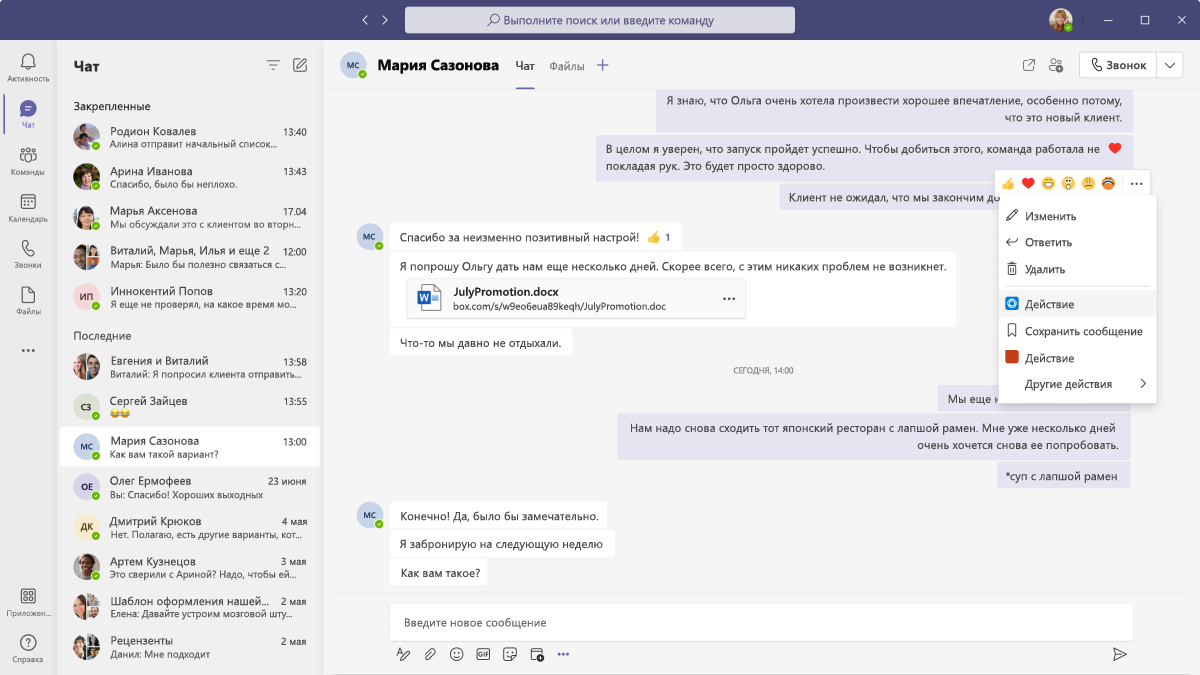 Выполните поиск или введите команду
Активность
Чат
Команды
Календарь
Звонки
Файлы
Приложен...
Справка
Чат
Закрепленные
Родион Ковалев 13:40
Алина отправит начальный список...
Арина Иванова 13:43
Спасибо, было бы неплохо.
Марья Аксенова 17.04
Мы обсуждали это с клиентом во вторн...
Виталий, Марья, Илья и еще 2 12:00
Марья: Было бы полезно связаться с...
ИП
Иннокентий Попов 13:20
Я еще не проверял, на какое время мо...
Последние
Евгения и Виталий 13:58
Виталий: Я попросил клиента отправить...
СЗ
Сергей Зайцев 13:55
МС
Мария Сазонова 13:00
Как вам такой вариант?
ОЕ
Олег Ермофеев 23 июня
Вы: Спасибо! Хороших выходных
ДК
Дмитрий Крюков 4 мая
Нет. Полагаю, есть другие варианты, кот...
Артем Кузнецов 3 мая
Это сверили с Ариной? Надо, чтобы ей...
Шаблон оформления нашей... 2 мая
Елена: Давайте устроим мозговой шту...
Рецензенты 2 мая
Данил: Мне подходит
МС
Мария Сазонова Чат Файлы
Звонок
Я знаю, что Ольга очень хотела произвести хорошее впечатление, особенно потому,
что это новый клиент.
В целом я уверен, что запуск пройдет успешно. Чтобы добиться этого, команда работала не
покладая рук. Это будет просто здорово.
Клиент не ожидал, что мы закончим до
МС
Спасибо за неизменно позитивный настрой! 1
Я попрошу Ольгу дать нам еще несколько дней. Скорее всего, с этим никаких проблем не возникнет.
W
JulyPromotion.docx
box.com/s/w9eo6eua89keqh/JulyPromotion.doc
Что-то мы давно не отдыхали.
СЕГОДНЯ, 14:00
Мы еще
Нам надо снова сходить тот японский ресторан с лапшой рамен. Мне уже несколько дней
очень хочется снова ее попробовать.
*суп с лапшой рамен
МС
Конечно! Да, было бы замечательно.
Я забронирую на следующую неделю
Как вам такое?
Изменить
Ответить
Удалить
Действие
Сохранить сообщение
Действие
Другие действия
Введите новое сообщение
GIF